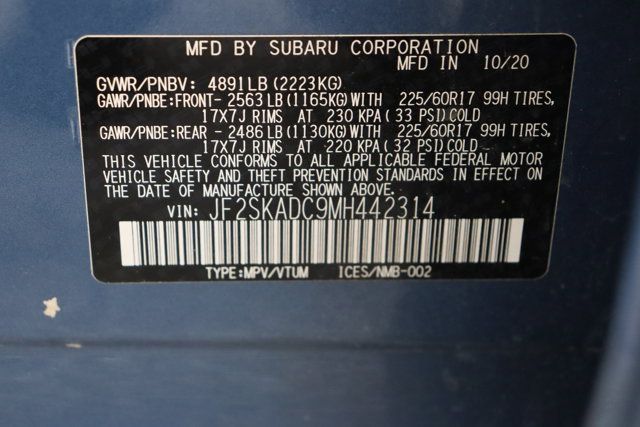 MFD BY SUBARU CORPORATION
MFD IN 10/20
GVWR/PNBV: 4891LB (2223KG)
GAWR/PNBE:FRONT- 2563LB (1165KG) WITH 225/60R17 99H TIRES,
17X7J RIMS AT 230 KPA ( 33 PSI) COLD
GAWR/PNBE:REAR - 2486LB (1130KG) WITH 225/60R17 99H TIRES,
17X7J RIMS AT 220 KPA ( 32 PSI) COLD
THIS VEHICLE CONFORMS TO ALL APPLICABLE FEDERAL MOTOR
VEHICLE SAFETY AND THEFT PREVENTION STANDARDS IN EFFECT ON
THE DATE OF MANUFACTURE SHOWN ABOVE.
VIN: JF2SKADC9MH442314
TYPE:MPV/VTUM ICES/NMB-002